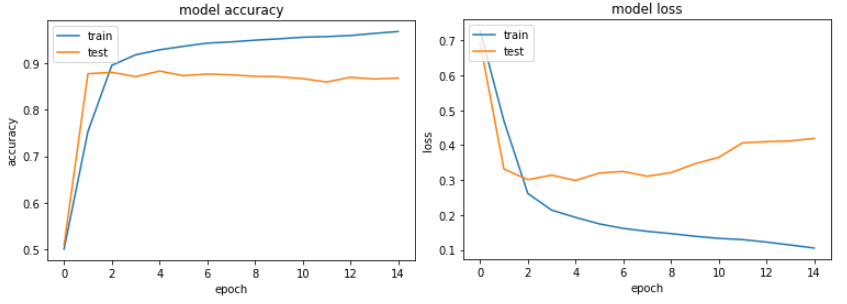 model accuracy
train
test
0.9
0.8
0.7
0.6
0.5
accuracy
0 2 4 6 8 10 12 14
epoch
model loss
train
test
0.7
0.6
0.5
0.4
0.3
0.2
0.1
loss
0 2 4 6 8 10 12 14
epoch